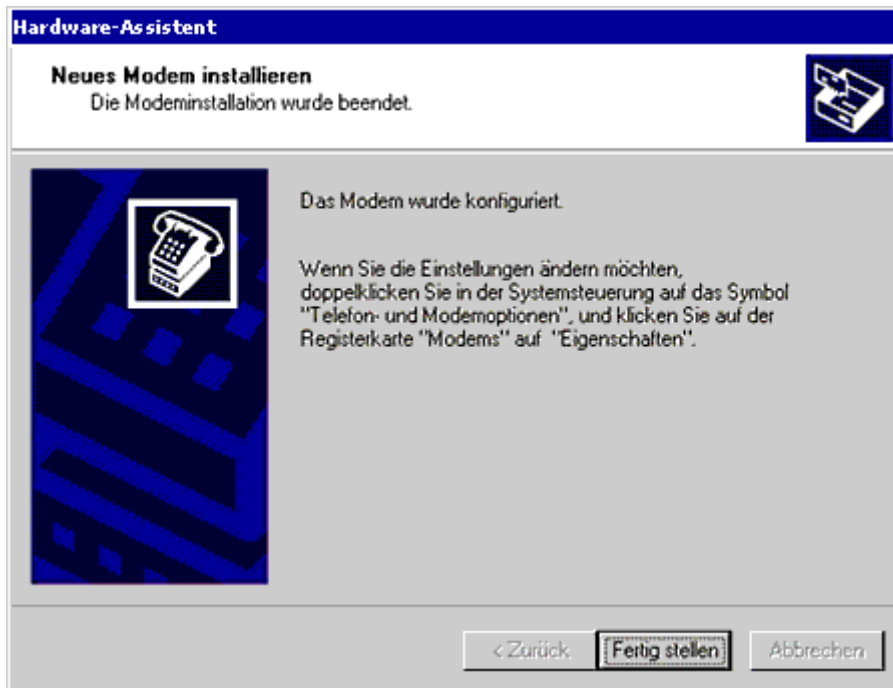 Hardware-Assistent
Neues Modem installieren
Die Modeminstallation wurde beendet.
Das Modem wurde konfiguriert.
Wenn Sie die Einstellungen ändern möchten,
doppelklicken Sie in der Systemsteuerung auf das Symbol
"Telefon- und Modemoptionen", und klicken Sie auf der
Registerkarte "Modems" auf "Eigenschaften".
< Zurück
Fertig stellen
Abbrechen